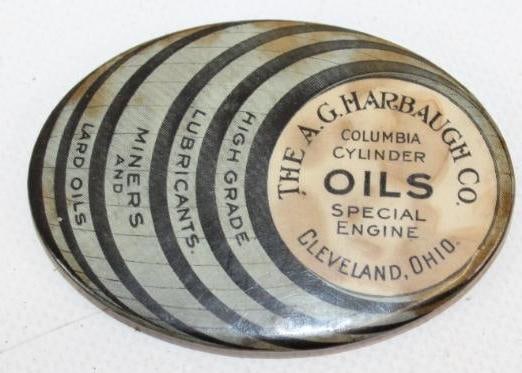 HIGH GRADE
LUBRICANTS.
MINERS
AND
LARD OILS
THE A.G. HARBAUGH CO.
COLUMBIA
CYLINDER
OILS
SPECIAL
ENGINE
CLEVELAND, OHIO.